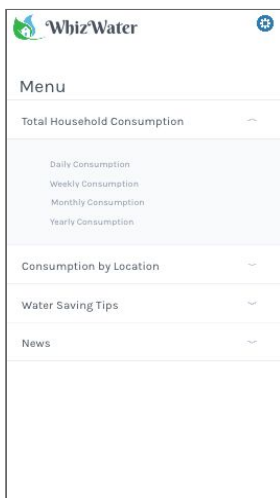 WhizWater
Menu
Total Household Consumption
Daily Consumption
Weekly Consumption
Monthly Consumption
Yearly Consumption
Consumption by Location
Water Saving Tips
News